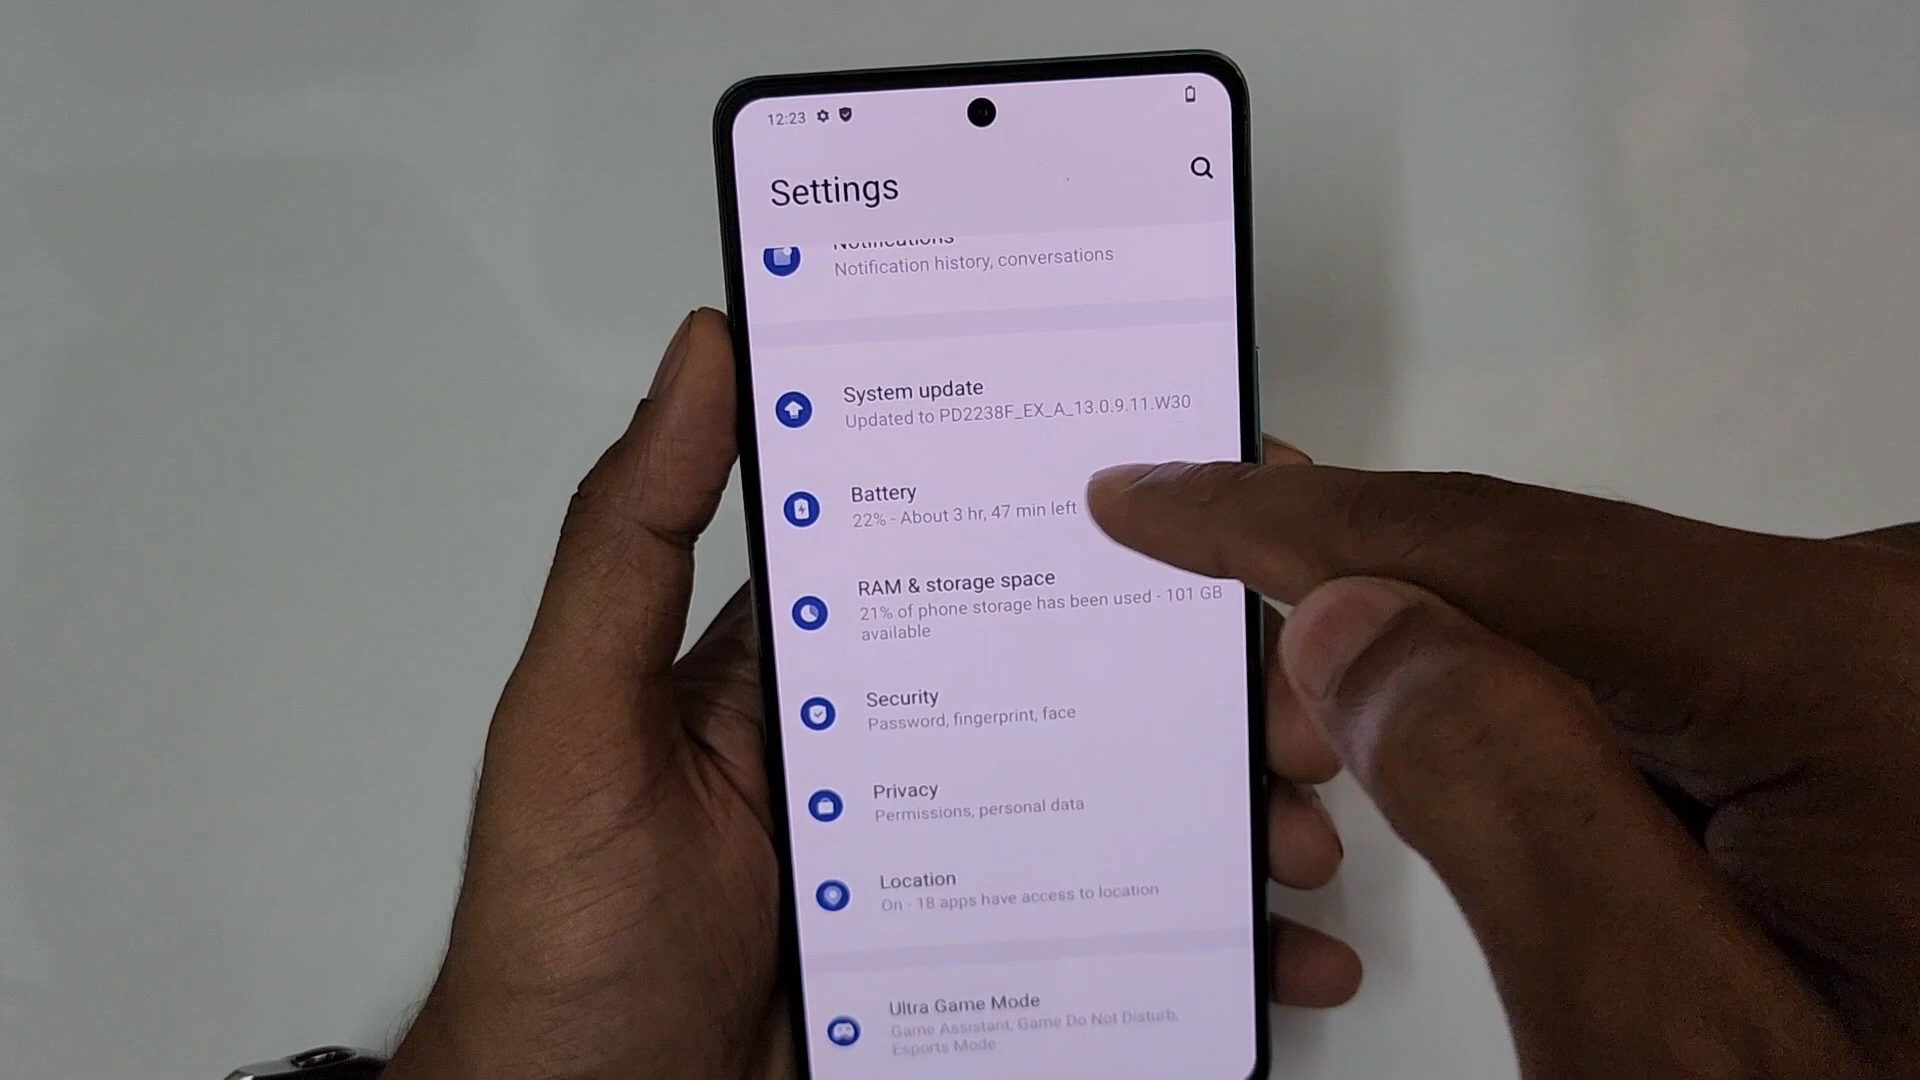 12:23
Settings
Notifications
Notification history, conversations
System update
Updated to PD2238F_EX_A_13.0.9.11.W30
Battery
22% - About 3 hr, 47 min left
RAM & storage space
21% of phone storage has been used - 101 GB
available
Security
Password, fingerprint, face
Privacy
Permissions, personal data
Location
On - 18 apps have access to location
Ultra Game Mode
Game Assistant, Game Do Not Disturb,
Esports Mode